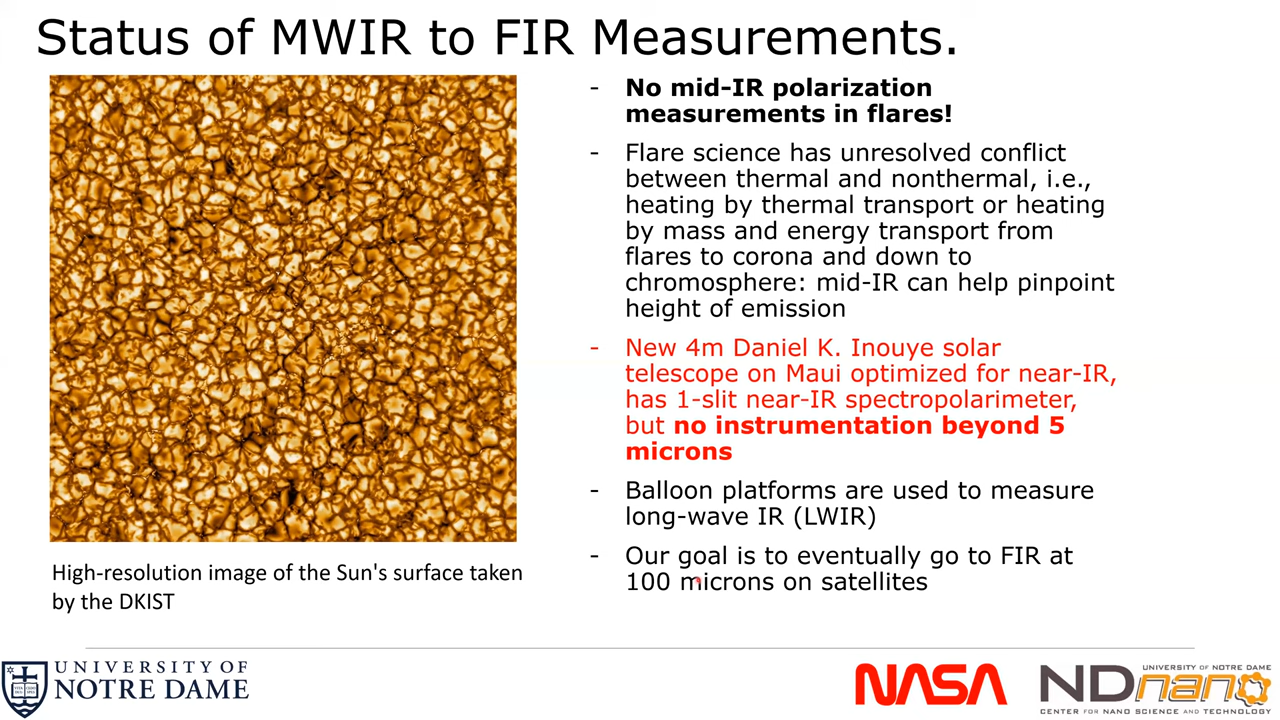 Status of MWIR to FIR Measurements.
- No mid-IR polarization
measurements in flares!
- Flare science has unresolved conflict
between thermal and nonthermal, i.e.,
heating by thermal transport or heating
by mass and energy transport from
flares to corona and down to
chromosphere: mid-IR can help pinpoint
height of emission
- New 4m Daniel K. Inouye solar
telescope on Maui optimized for near-IR,
has 1-slit near-IR spectropolarimeter,
but no instrumentation beyond 5
microns
- Balloon platforms are used to measure
long-wave IR (LWIR)
- Our goal is to eventually go to FIR at
100 microns on satellites
High-resolution image of the Sun's surface taken
by the DKIST
UNIVERSITY OF
NOTRE DAME
NASA
UNIVERSITY OF NOTRE DAME
NDnano
CENTER FOR NANO SCIENCE AND TECHNOLOGY